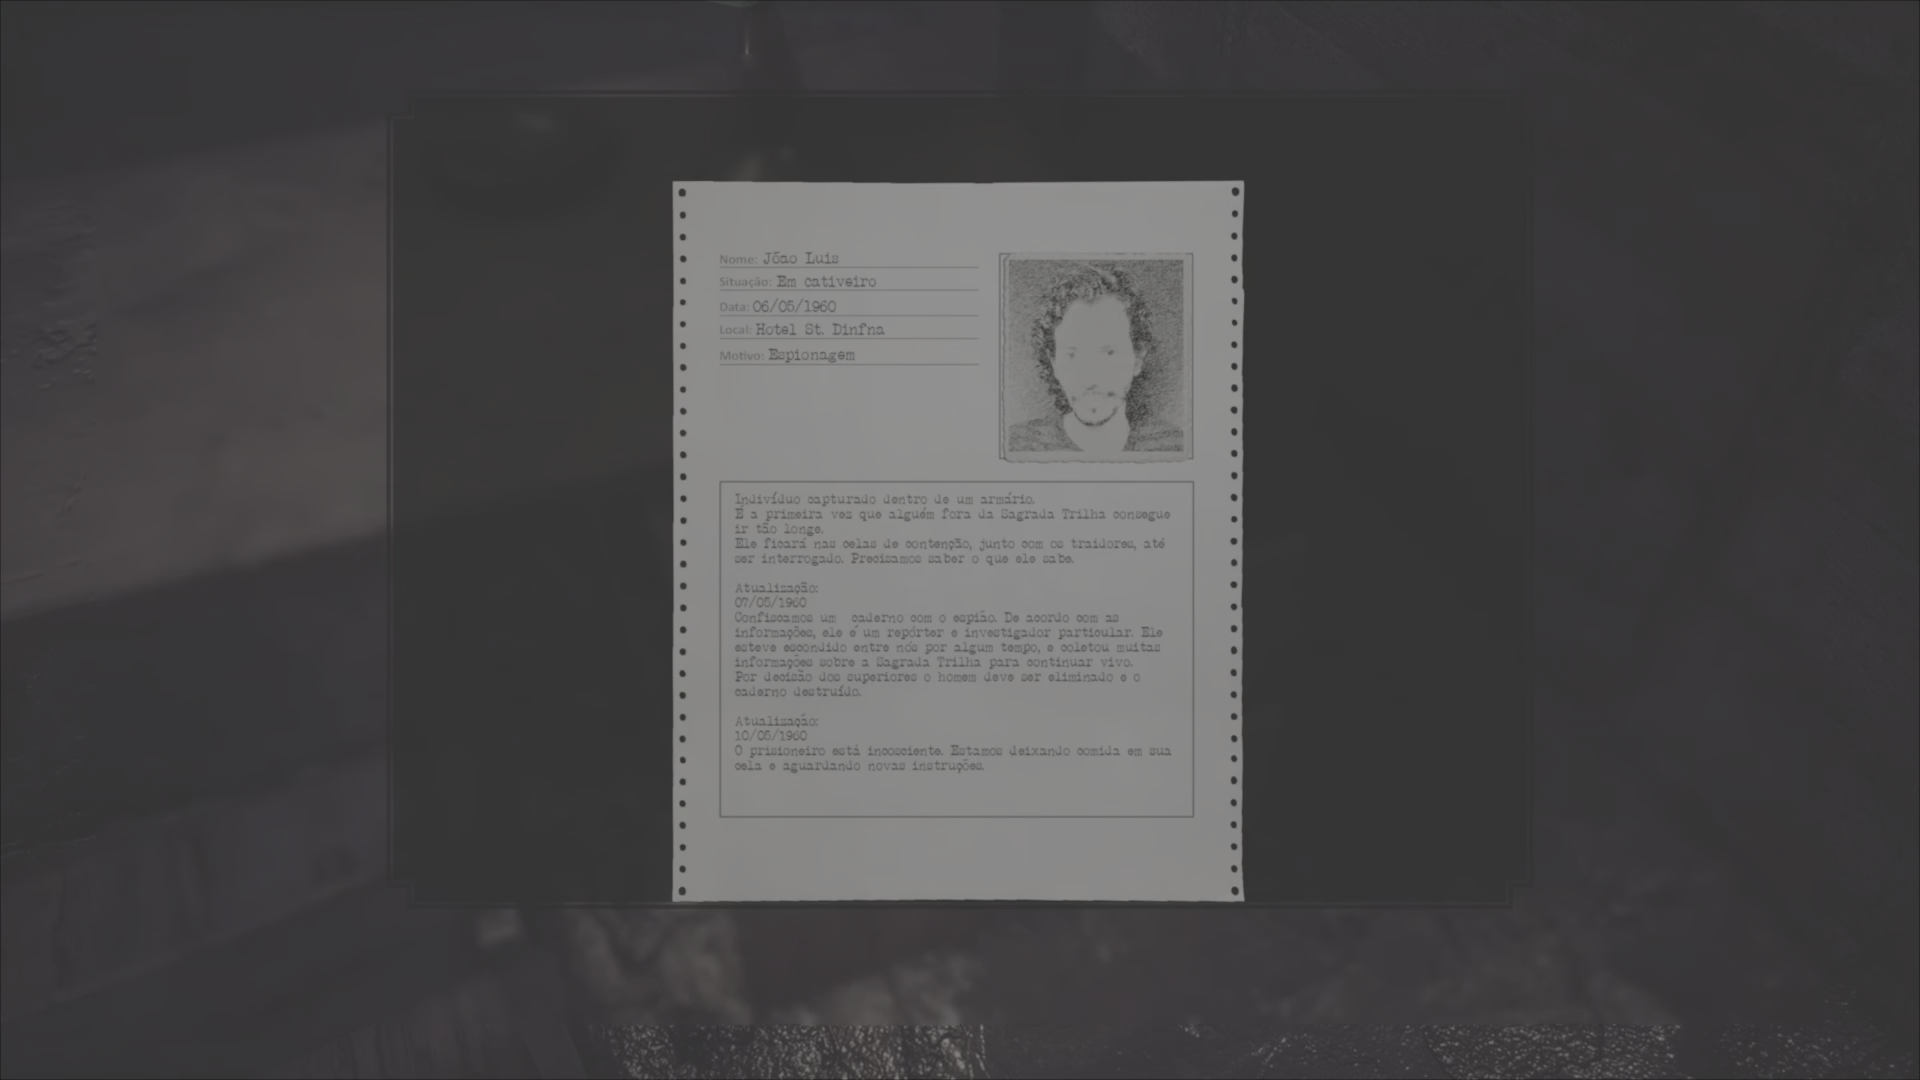 Nome: Jõao Luis
Situação: Em cativeiro
Data: 06/05/1960
Local: Hotel St. Dinfna
Motivo: Espionagem
Indivíduo capturado dentro de um armário.
É a primeira vez que alguém fora da Sagrada Trilha consegue
ir tão longe.
Ele ficará nas celas de contenção, junto com os traidores, até
ser interrogado. Precisamos saber o que ele sabe.
Atualização:
07/05/1960
Confiscamos um caderno com o espião. De acordo com as
informações, ele é um repórter e investigador particular. Ele
esteve escondido entre nós por algum tempo, e coletou muitas
informações sobre a Sagrada Trilha para continuar vivo.
Por decisão dos superiores o homem deve ser eliminado e o
caderno destruído.
Atualização:
10/05/1960
O prisioneiro está incosciente. Estamos deixando comida em sua
cela e aguardando novas instruções.